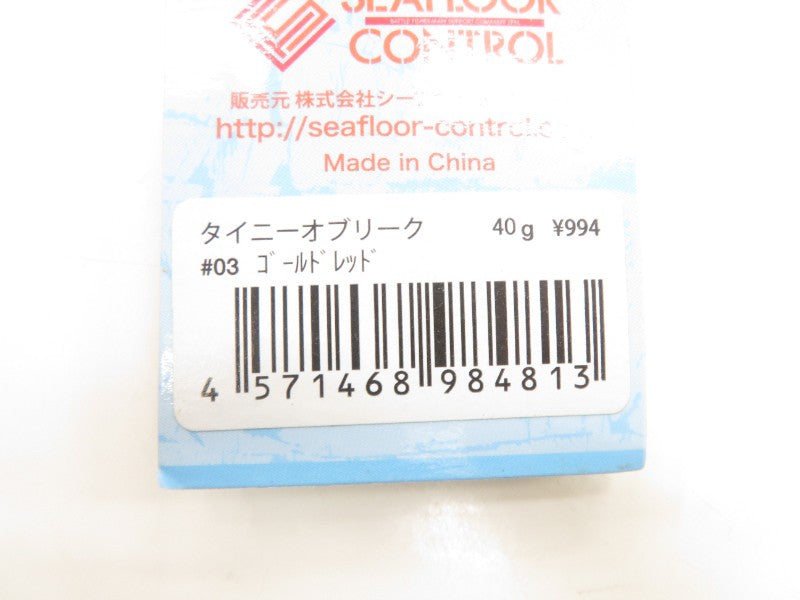 SEAFLOOR
CONTROL
販売元 株式会社シー
http://seafloor-control.c
Made in China
タイニーオブリーク 40g ¥994
#03 ゴールドレッド
4 571468 984813